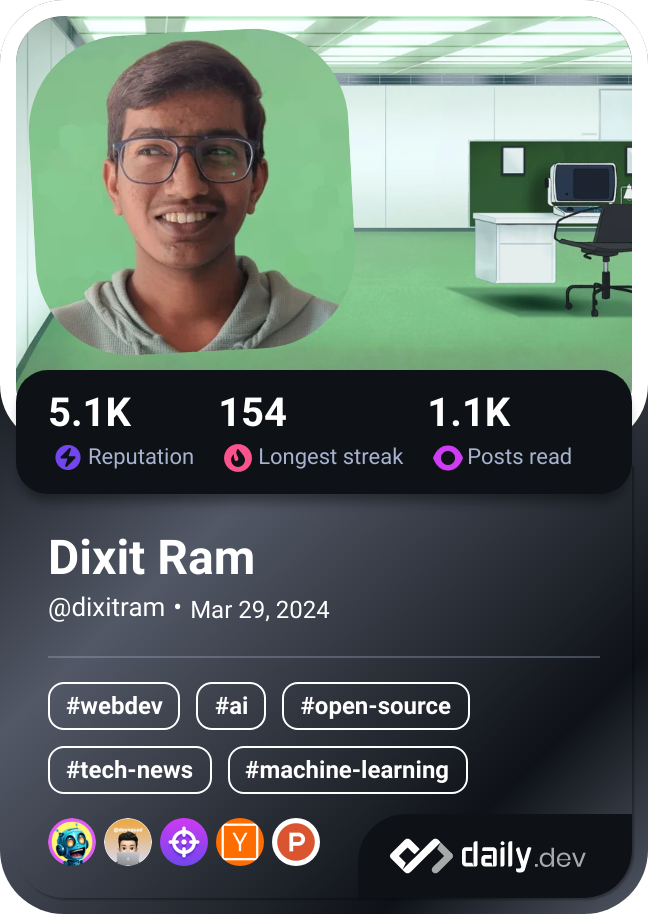 5.1K 154 1.1K
Reputation Longest streak Posts read
Dixit Ram
@dixitram • Mar 29, 2024
#webdev #ai #open-source
#tech-news #machine-learning
Y P
daily.dev